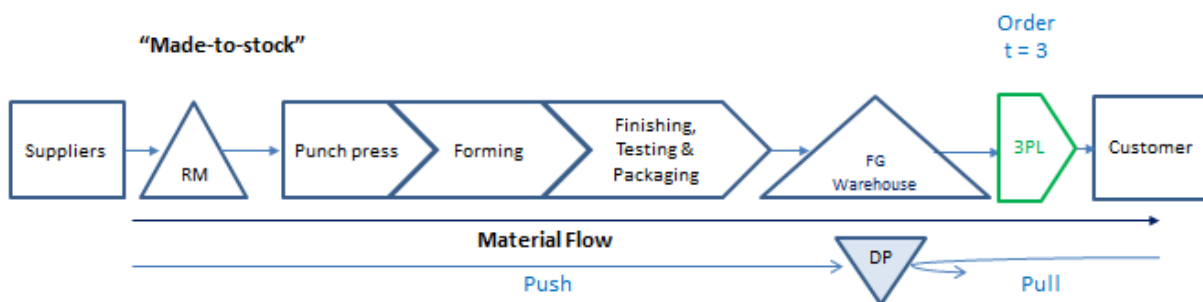 Order
t = 3
“Made-to-stock”
Suppliers
RM
Punch press
Forming
Finishing,
Testing &
Packaging
FG
Warehouse
3PL
Customer
Material Flow
DP
Push
Pull